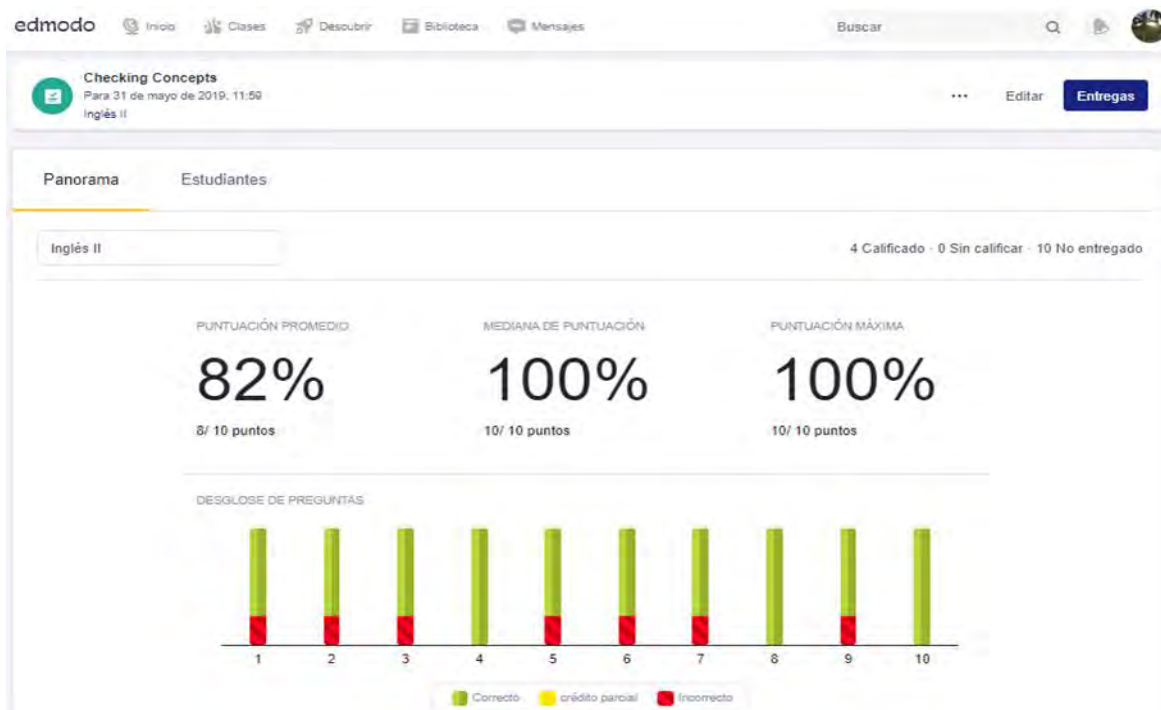 edmodo Inicio Clases Descubrir Biblioteca Mensajes Buscar
Checking Concepts
Para 31 de mayo de 2019, 11:59
Inglés II
... Editar Entregas
Panorama Estudiantes
Inglés II 4 Calificado · 0 Sin calificar · 10 No entregado
PUNTUACIÓN PROMEDIO MEDIANA DE PUNTUACIÓN PUNTUACIÓN MÁXIMA
82% 100% 100%
8/ 10 puntos 10/ 10 puntos 10/ 10 puntos
DESGLOSE DE PREGUNTAS
1 2 3 4 5 6 7 8 9 10
Correcto crédito parcial Incorrecto